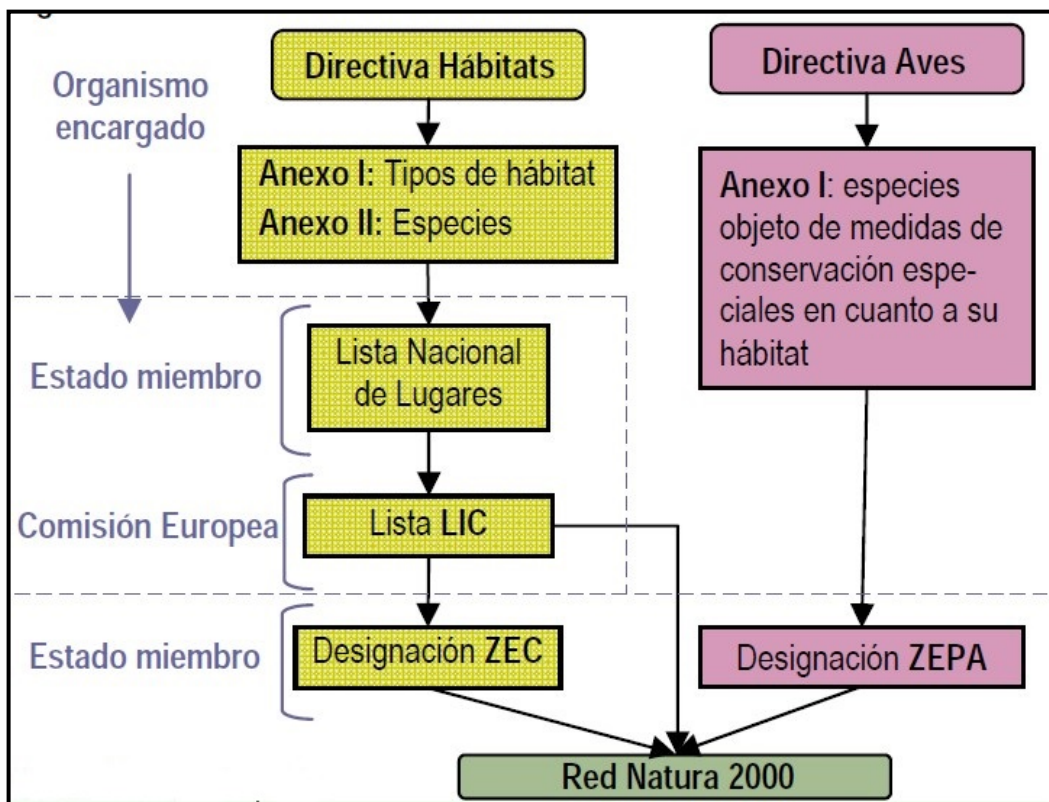 Directiva Hábitats
Directiva Aves
Organismo
encargado
Anexo I: Tipos de hábitat
Anexo II: Especies
Anexo I: especies
objeto de medidas de
conservación espe-
ciales en cuanto a su
hábitat
Estado miembro
Lista Nacional
de Lugares
Comisión Europea
Lista LIC
Estado miembro
Designación ZEC
Designación ZEPA
Red Natura 2000